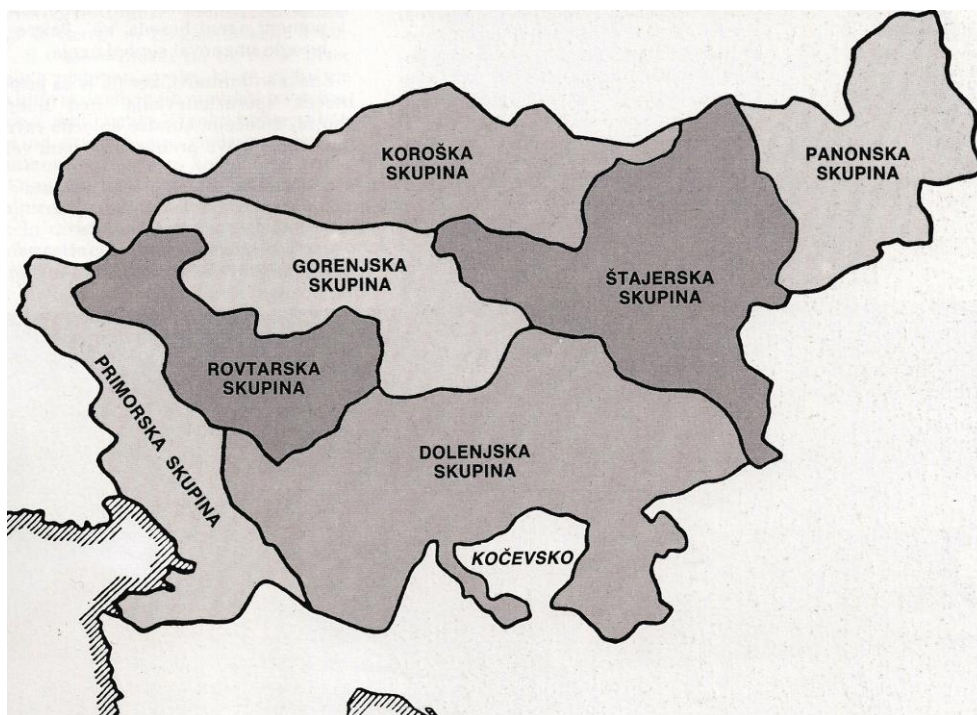 KOROŠKA
SKUPINA
PANONSKA
SKUPINA
GORENJSKA
SKUPINA
ŠTAJERSKA
SKUPINA
ROVTARSKA
SKUPINA
PRIMORSKA SKUPINA
DOLENJSKA
SKUPINA
KOČEVSKO